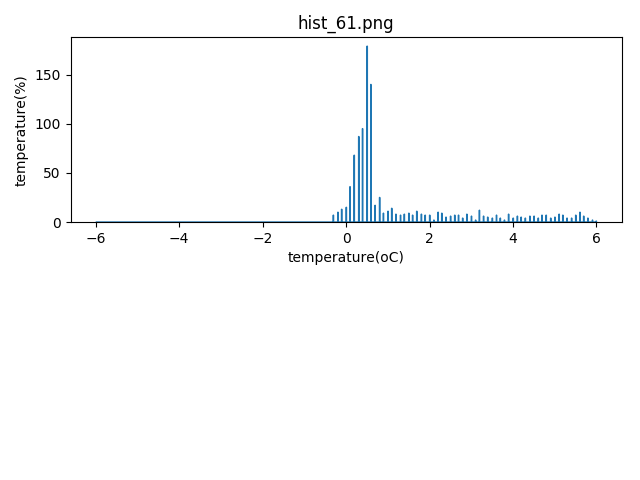 hist_61.png
temperature(%)
150
100
50
0
−6 −4 −2 0 2 4 6
temperature(oC)